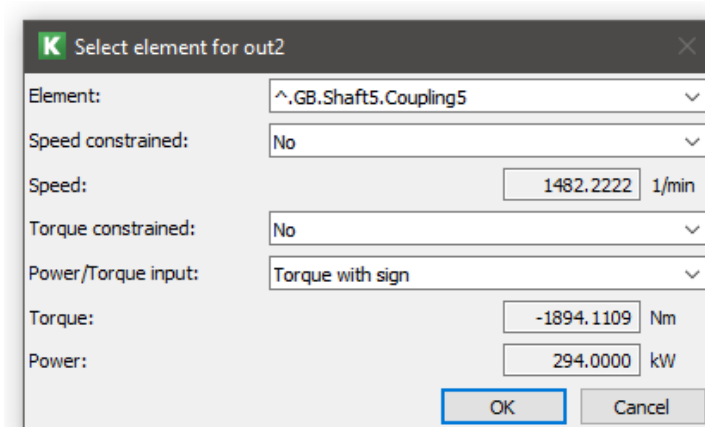 K Select element for out2
Element: ^.GB.Shaft5.Coupling5
Speed constrained: No
Speed: 1482.2222 1/min
Torque constrained: No
Power/Torque input: Torque with sign
Torque: -1894.1109 Nm
Power: 294.0000 kW
OK Cancel